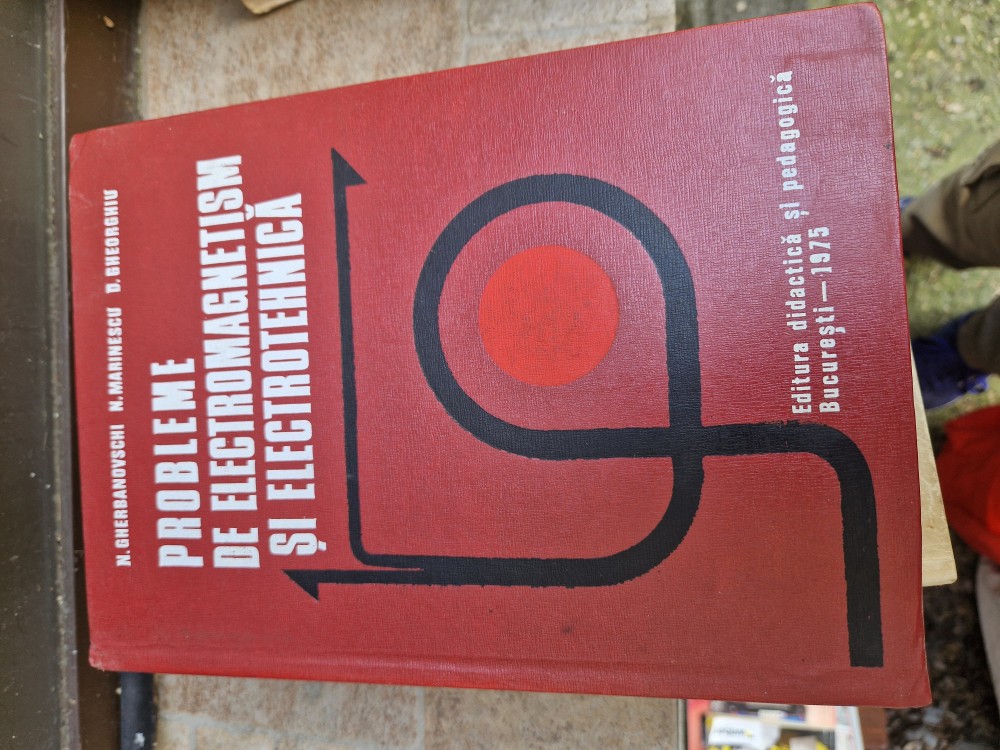 N. GHERBANOVSCHI N. MARINESCU D. GHEORGHIU
PROBLEME
DE ELECTROMAGNETISM
ȘI ELECTROTEHNICĂ
Editura didactică și pedagogică
București — 1975